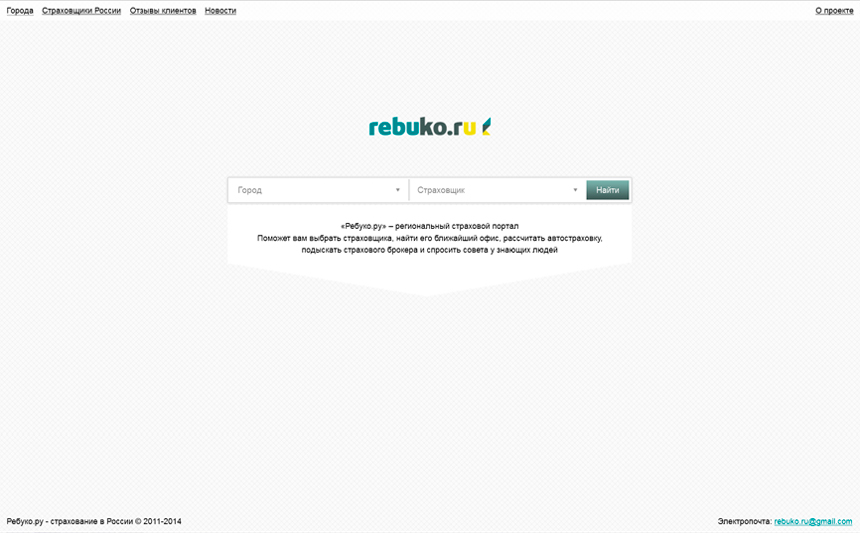 Города Страховщики России Отзывы клиентов Новости О проекте
rebuko.ru
Город Страховщик Найти
«Ребуко.ру» – региональный страховой портал
Поможет вам выбрать страховщика, найти его ближайший офис, рассчитать автостраховку,
подыскать страхового брокера и спросить совета у знающих людей
Ребуко.ру - страхование в России © 2011-2014 Электропочта: rebuko.ru@gmail.com